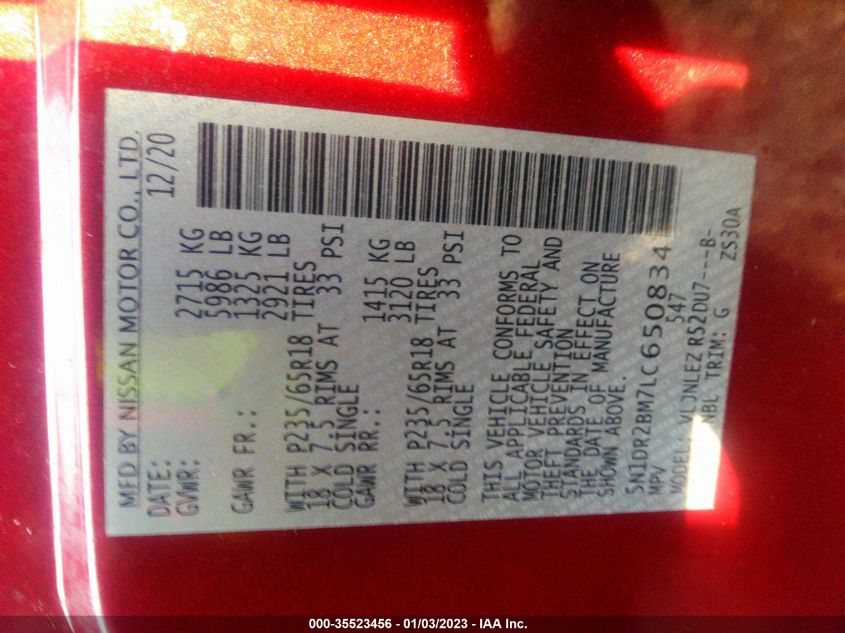 MFD BY NISSAN MOTOR CO., LTD.
DATE: 12/20
GVWR: 2715 KG
5986 LB
GAWR FR.: 1325 KG
2921 LB
WITH P235/65R18 TIRES
18 X 7.5 RIMS AT 33 PSI
COLD SINGLE
GAWR RR.: 1415 KG
3120 LB
WITH P235/65R18 TIRES
18 X 7.5 RIMS AT 33 PSI
COLD SINGLE
THIS VEHICLE CONFORMS TO
ALL APPLICABLE FEDERAL
MOTOR VEHICLE SAFETY AND
THEFT PREVENTION
STANDARDS IN EFFECT ON
THE DATE OF MANUFACTURE
SHOWN ABOVE.
5N1DR2BM7LC650834
MPV 547
MODEL: VLJNLEZ R52DU7---B-
TRIM: G ZS30A
000-35523456 - 01/03/2023 - IAA Inc.